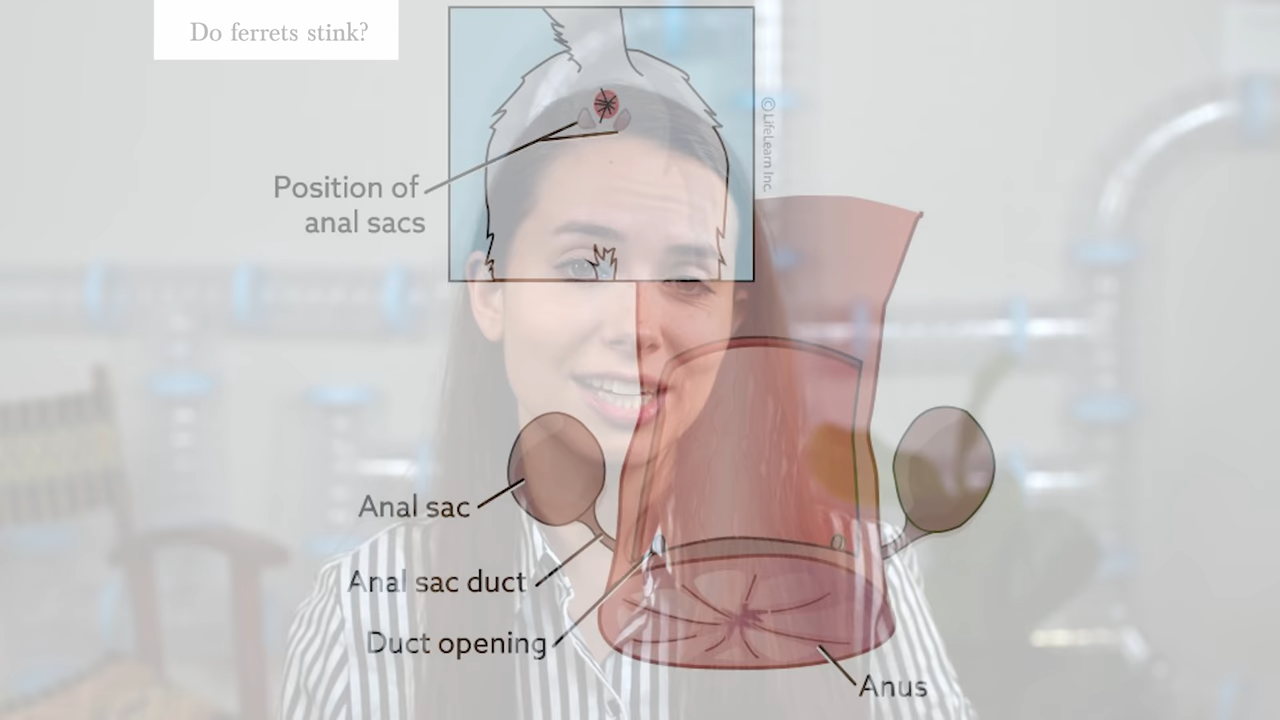 Do ferrets stink?
©LifeLearn Inc.
Position of
anal sacs
Anal sac
Anal sac duct
Duct opening
Anus